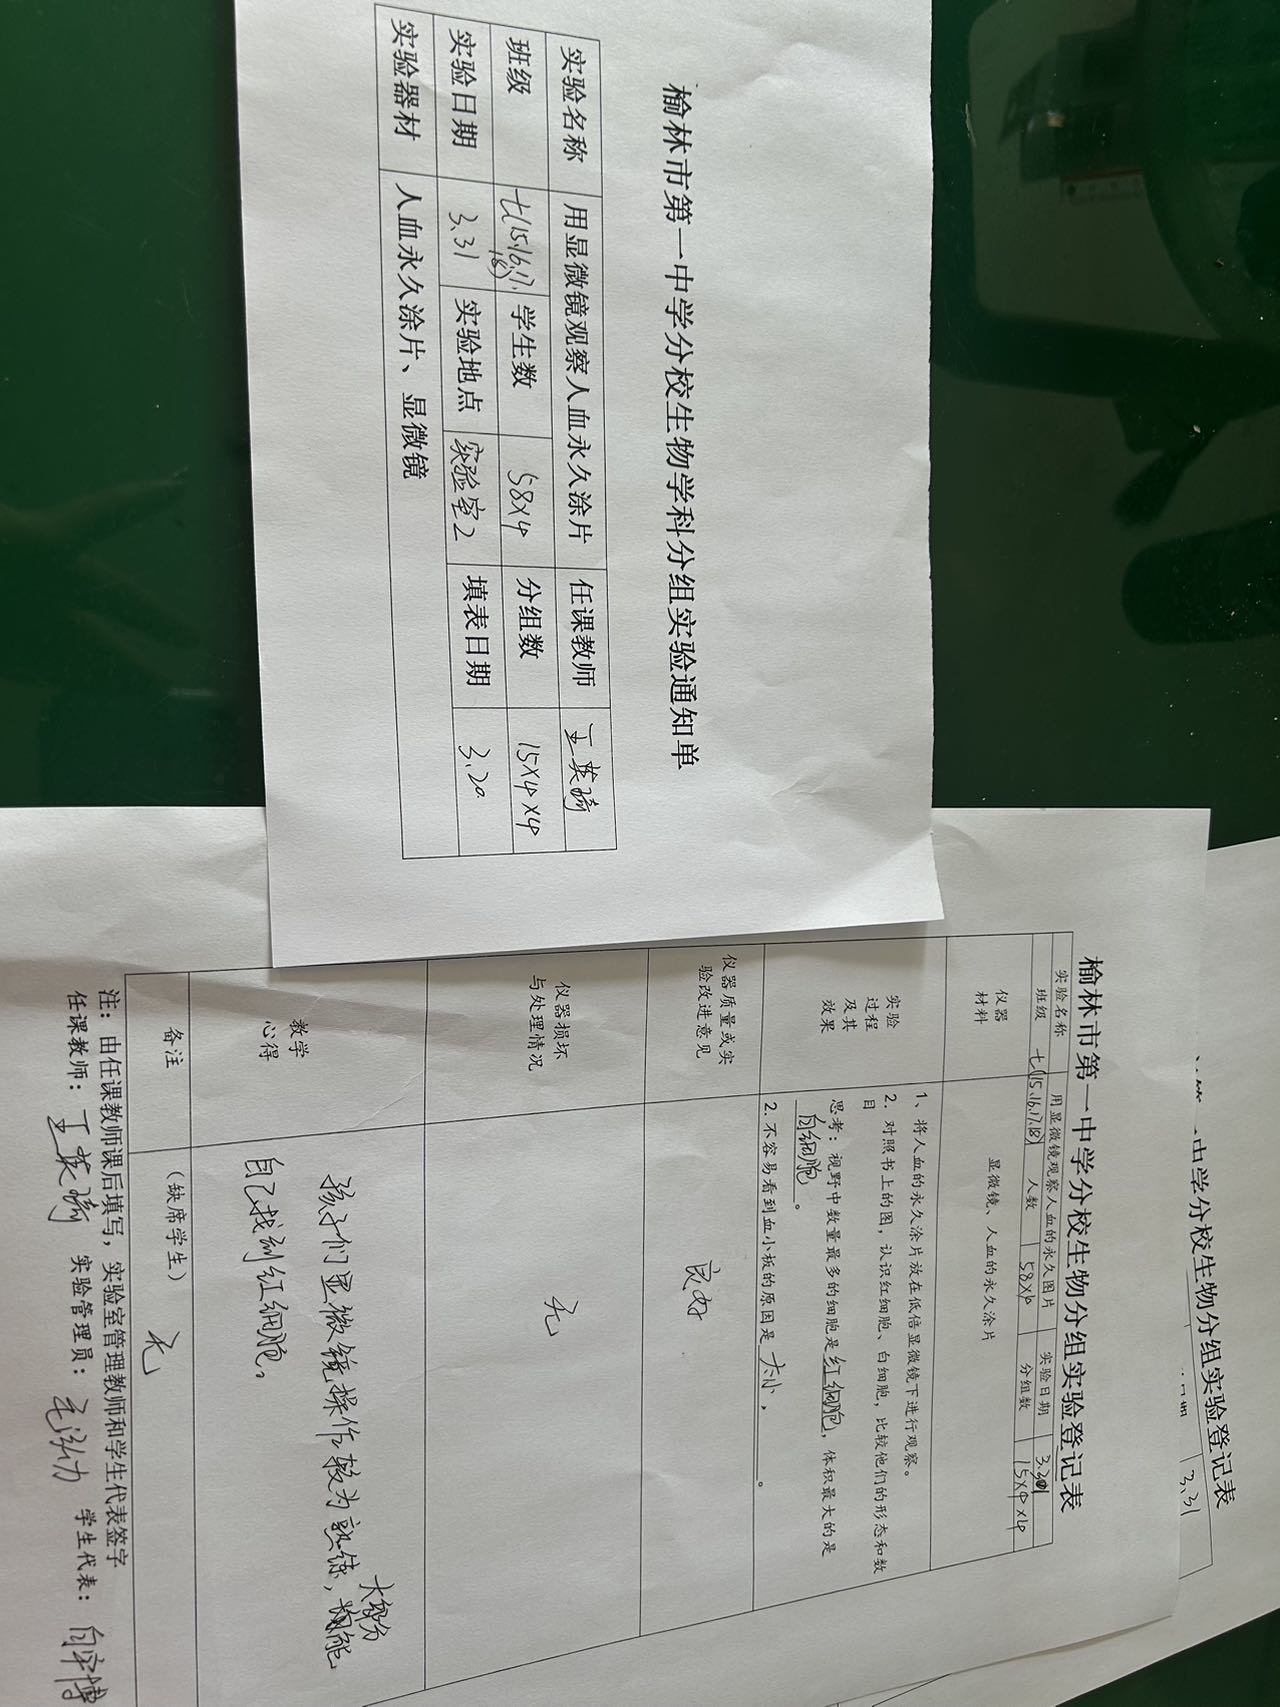 榆林市第一中学分校生物学科分组实验通知单
实验名称 用显微镜观察人血永久涂片 任课教师 王英琦
班级 七(15.16.17.18) 学生数 58x4 分组数 15x4x4
实验日期 3.31 实验地点 实验室2 填表日期 3.20
实验器材 人血永久涂片、显微镜
中学分校生物分组实验登记表
3.31
榆林市第一中学分校生物分组实验登记表
实验名称 用显微镜观察人血的永久图片 实验日期
班级 七(15.16.17.18) 人数 58x4 分组数 15x4x4
仪器
材料 显微镜、人血的永久涂片
实验
过程
及其
效果
1、将人血的永久涂片放在低倍显微镜下进行观察。
2. 对照书上的图，认识红细胞、白细胞，比较他们的形态和数
目
思考：视野中数量最多的细胞是红细胞，体积最大的是
白细胞。
2.不容易看到血小板的原因是 太小，。
仪器质量或实
验改进意见 良好
仪器损坏
与处理情况 无
教学
心得
孩子们显微镜操作较为熟练，大部分能
自己找到红细胞。
备注 （缺席学生） 无
注：由任课教师课后填写，实验室管理教师和学生代表签字
任课教师：王英琦 实验管理员： 学生代表：